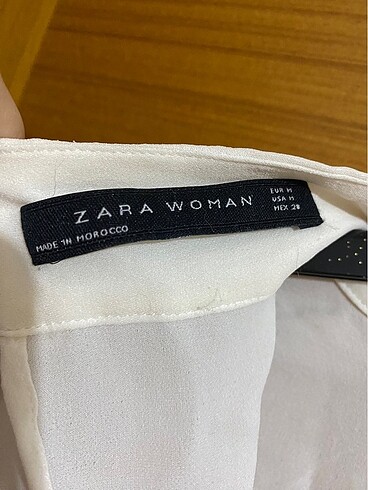 ZARA WOMAN
MADE IN MOROCCO
EUR M
USA M
MEX 28